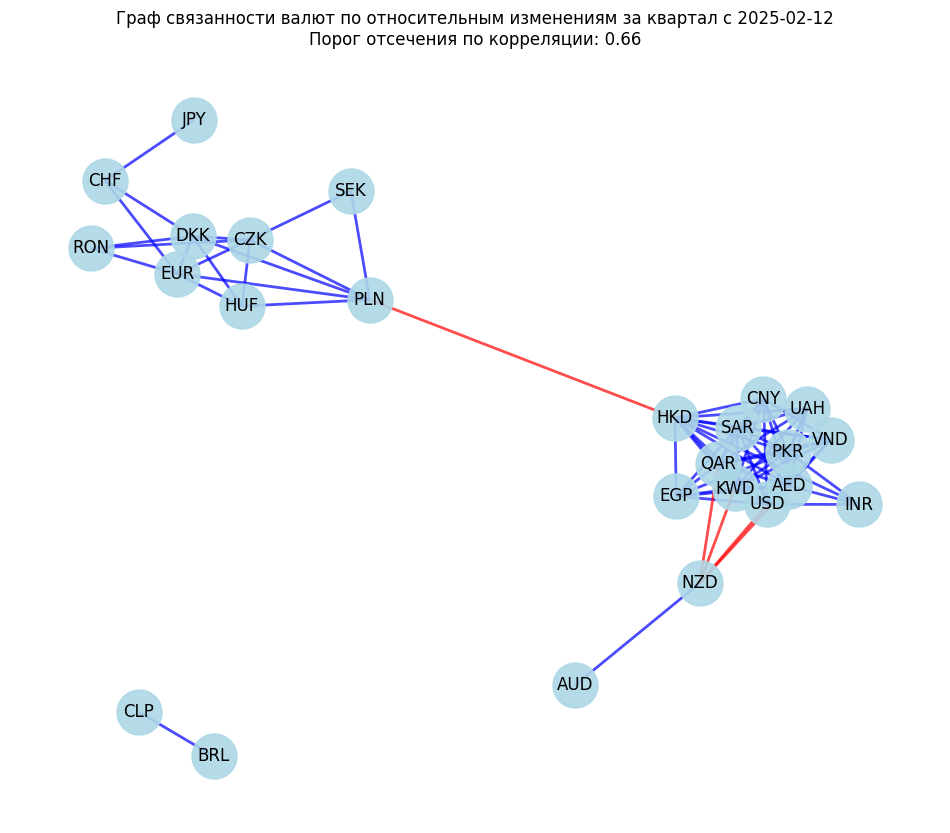 Граф связанности валют по относительным изменениям за квартал с 2025-02-12
Порог отсечения по корреляции: 0.66
JPY
CHF
SEK
DKK
CZK
RON
EUR
PLN
HUF
CNY
UAH
HKD
SAR
VND
PKR
QAR
AED
KWD
EGP
USD
INR
NZD
AUD
CLP
BRL